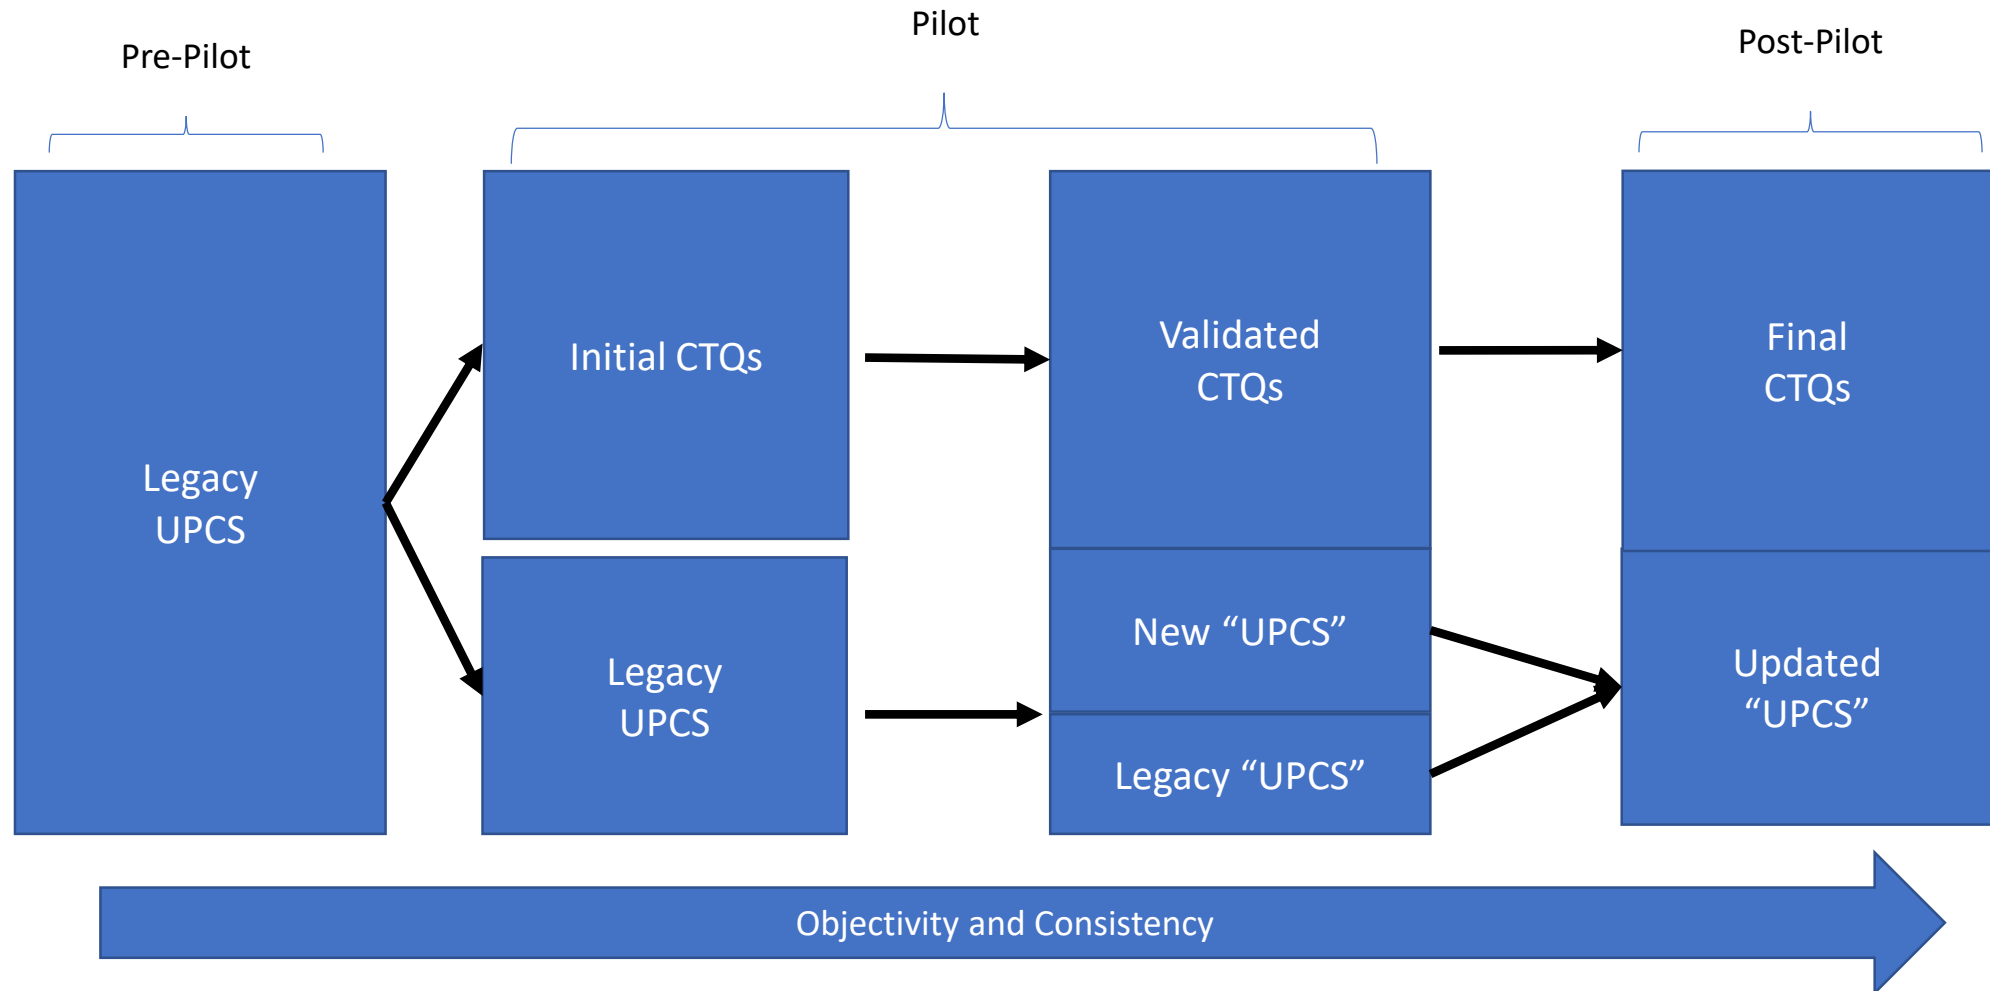 Pilot
Pre-Pilot
Post-Pilot
Legacy
UPCS
Initial CTQs
Legacy
UPCS
Validated
CTQs
New “UPCS”
Legacy “UPCS”
Final
CTQs
Updated
“UPCS”
Objectivity and Consistency